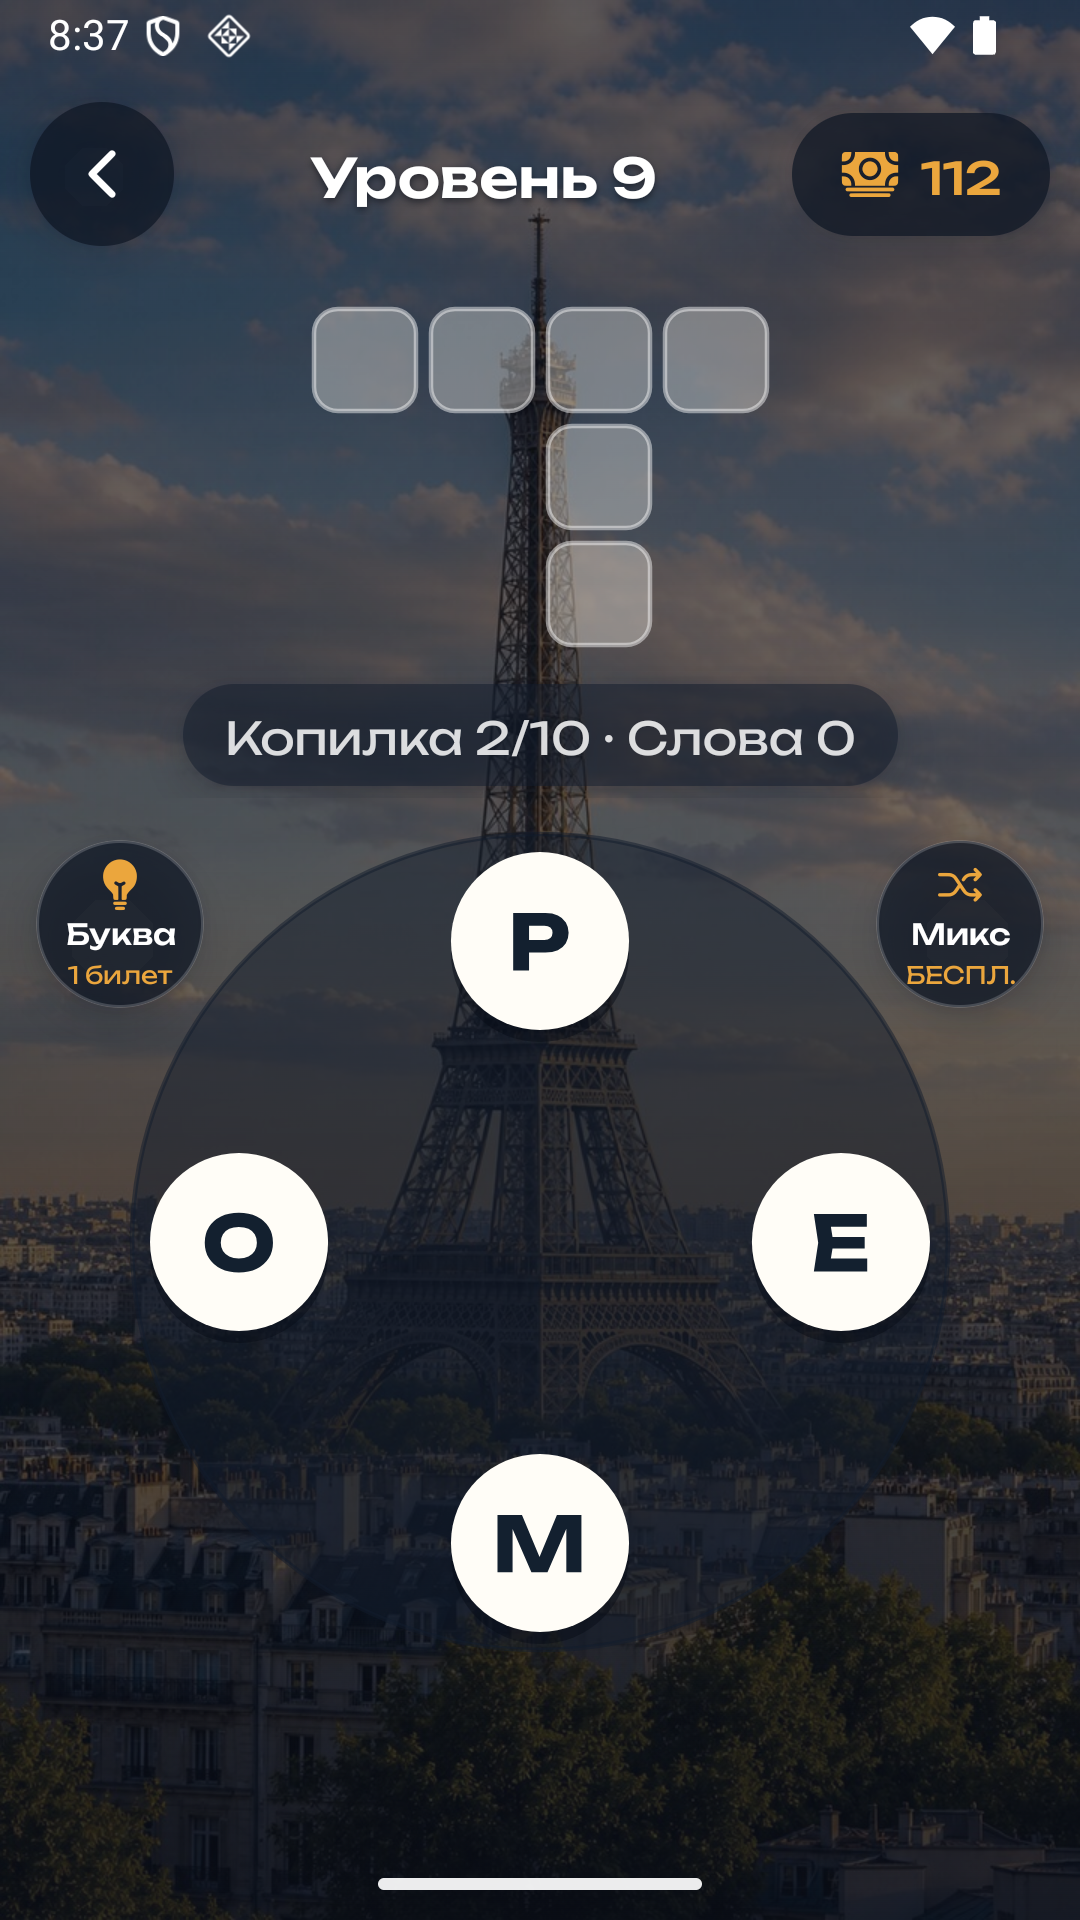 8:37
Уровень 9
112
Копилка 2/10 · Слова 0
Буква
1 билет
Микс
БЕСПЛ.
Р
О
Е
М